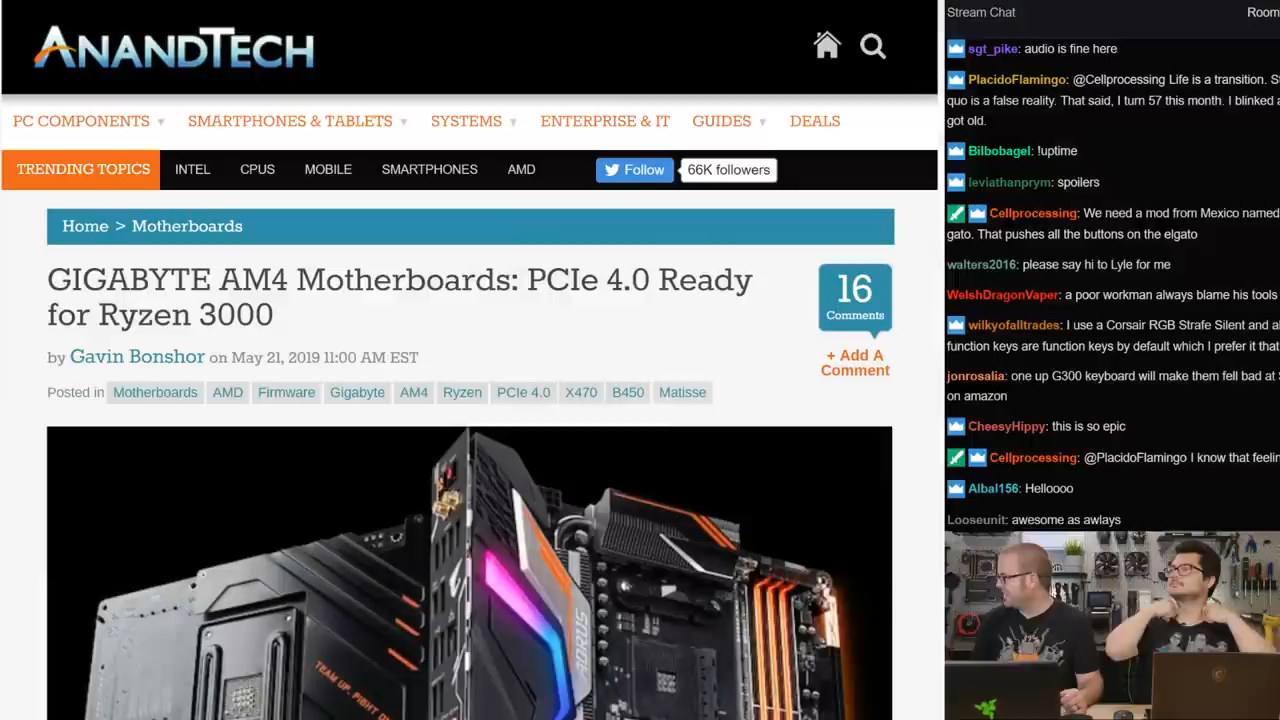 ANANDTECH
PC COMPONENTS
SMARTPHONES & TABLETS
SYSTEMS
ENTERPRISE & IT
GUIDES
DEALS
TRENDING TOPICS
INTEL
CPUS
MOBILE
SMARTPHONES
AMD
Follow
66K followers
Home > Motherboards
GIGABYTE AM4 Motherboards: PCIe 4.0 Ready
for Ryzen 3000
16
Comments
by Gavin Bonshor on May 21, 2019 11:00 AM EST
+ Add A
Comment
Posted in Motherboards AMD Firmware Gigabyte AM4 Ryzen PCIe 4.0 X470 B450 Matisse
AORUS
TEAM UP. FIGHT
Stream Chat
Room
sgt_pike: audio is fine here
PlacidoFlamingo: @Cellprocessing Life is a transition.
quo is a false reality. That said, I turn 57 this month. I blinked
got old.
Bilbobagel: !uptime
leviathanprym: spoilers
Cellprocessing: We need a mod from Mexico named
gato. That pushes all the buttons on the elgato
walters2016: please say hi to Lyle for me
WelshDragonVaper: a poor workman always blame his tools
wilkyofalltrades: I use a Corsair RGB Strafe Silent and
function keys are function keys by default which I prefer it
jonrosalia: one up G300 keyboard will make them fell bad at
on amazon
CheesyHippy: this is so epic
Cellprocessing: @PlacidoFlamingo I know that
Albal156: Helloooo
Looseunit: awesome as awlays